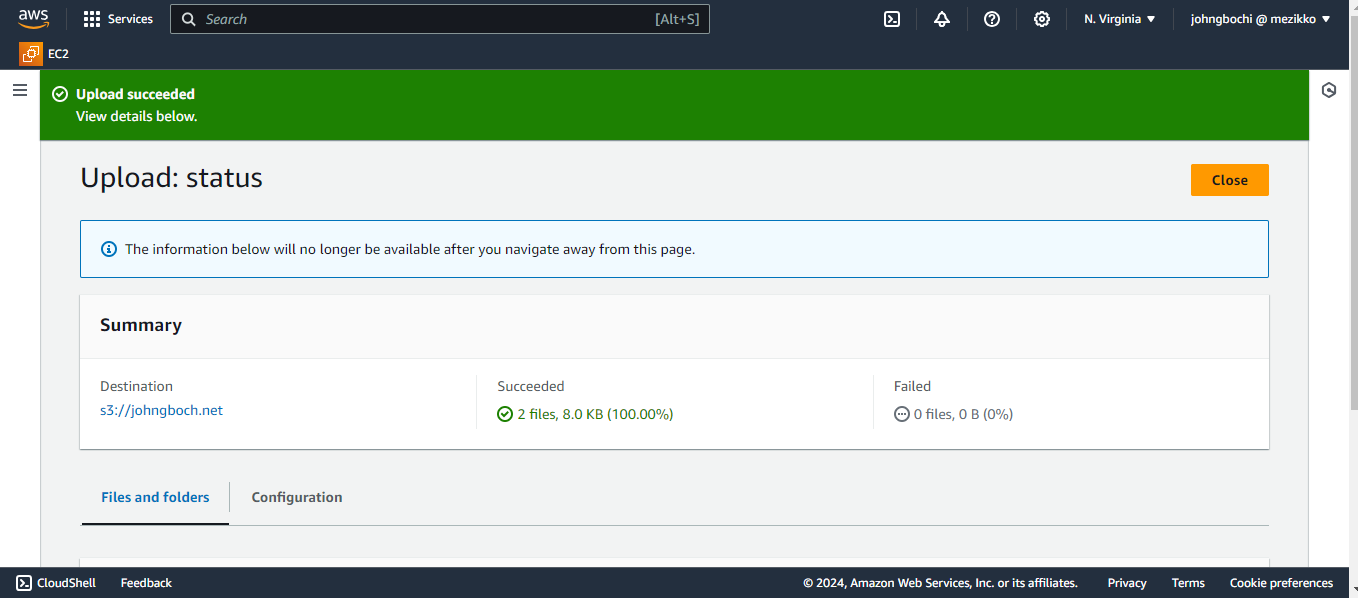 aws
Services
Search
[Alt+S]
N. Virginia
johngbochi @ mezikko
EC2
Upload succeeded
View details below.
Upload: status
Close
The information below will no longer be available after you navigate away from this page.
Summary
Destination
s3://johngboch.net
Succeeded
2 files, 8.0 KB (100.00%)
Failed
0 files, 0 B (0%)
Files and folders
Configuration
CloudShell
Feedback
© 2024, Amazon Web Services, Inc. or its affiliates.
Privacy
Terms
Cookie preferences